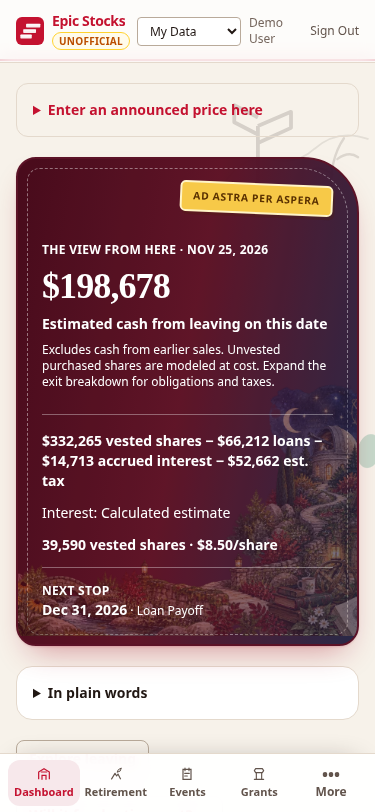 Epic Stocks
UNOFFICIAL
My Data
Demo
User
Sign Out
Enter an announced price here
AD ASTRA PER ASPERA
THE VIEW FROM HERE · NOV 25, 2026
$198,678
Estimated cash from leaving on this date
Excludes cash from earlier sales. Unvested
purchased shares are modeled at cost. Expand the
exit breakdown for obligations and taxes.
$332,265 vested shares − $66,212 loans −
$14,713 accrued interest − $52,662 est.
tax
Interest: Calculated estimate
39,590 vested shares · $8.50/share
NEXT STOP
Dec 31, 2026 · Loan Payoff
In plain words
Dashboard
Retirement
Events
Grants
More